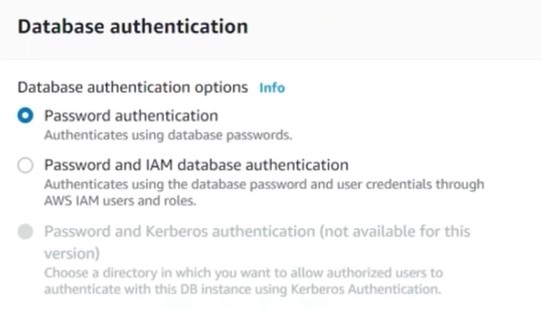 Database authentication
Database authentication options Info
Password authentication
Authenticates using database passwords.
Password and IAM database authentication
Authenticates using the database password and user credentials through
AWS IAM users and roles.
Password and Kerberos authentication (not available for this
version)
Choose a directory in which you want to allow authorized users to
authenticate with this DB instance using Kerberos Authentication.